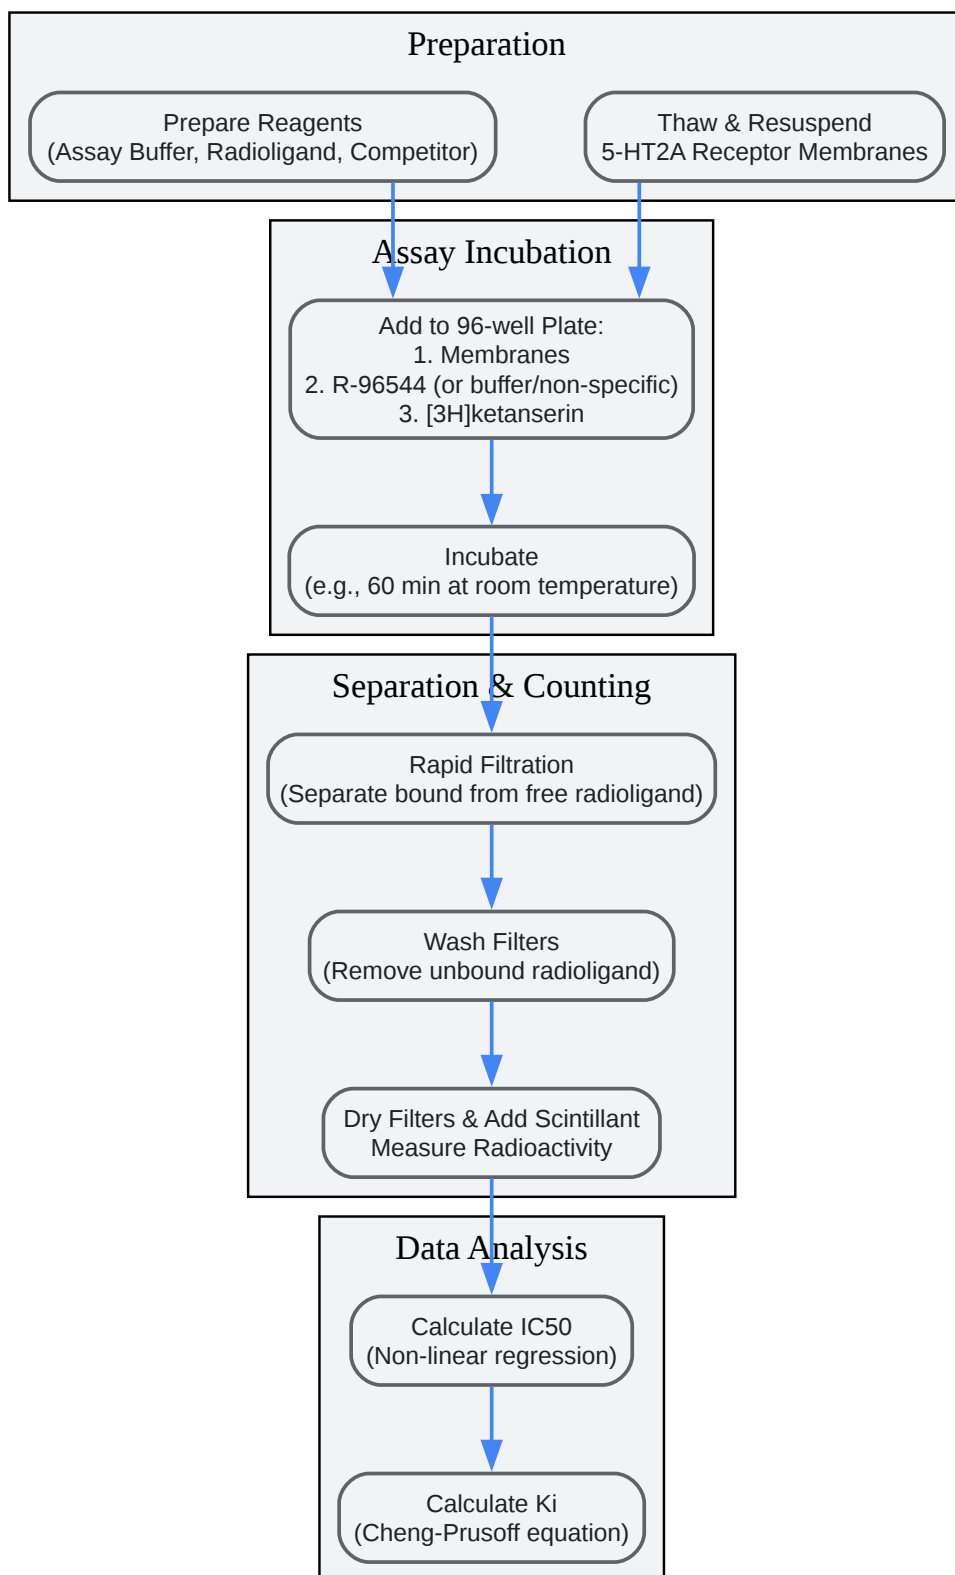 Preparation
Prepare Reagents
(Assay Buffer, Radioligand, Competitor)
Thaw & Resuspend
5-HT2A Receptor Membranes
Assay Incubation
Add to 96-well Plate:
1. Membranes
2. R-96544 (or buffer/non-specific)
3. [3H]ketanserin
Incubate
(e.g., 60 min at room temperature)
Separation & Counting
Rapid Filtration
(Separate bound from free radioligand)
Wash Filters
(Remove unbound radioligand)
Dry Filters & Add Scintillant
Measure Radioactivity
Data Analysis
Calculate IC50
(Non-linear regression)
Calculate Ki
(Cheng-Prusoff equation)